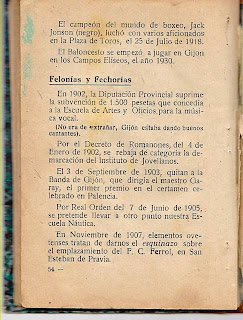 El campeón del mundo de boxeo, Jack
Jonson (negro), luchó con varios aficionados
en la Plaza de Toros, el 25 de julio de 1918.
El Baloncesto se empezó a jugar en Gijón
en los Campos Elíseos, el año 1930.
Felonías y Fechorías
En 1902, la Diputación Provincial suprime
la subvención de 1.500 pesetas que concedía
a la Escuela de Artes y Oficios para la músi-
ca vocal.
(No era de extrañar, Gijón estaba dando buenos
cantantes).
Por el Decreto de Romanones, del 4 de
Enero de 1902, se rebaja de categoría la de-
marcación del Instituto de Jovellanos.
El 3 de Septiembre de 1903, quitan a la
Banda de Gijón, que dirigía el maestro Ga-
ray, el primer premio en el certamen cele-
brado en Palencia.
Por Real Orden del 7 de Junio de 1905,
se pretende llevar a otro punto nuestra Es-
cuela Náutica.
En Noviembre de 1907, elementos ove-
tenses tratan de darnos el esquinazo sobre
el emplazamiento del F. C. Ferrol, en San
Esteban de Pravia.
54 —